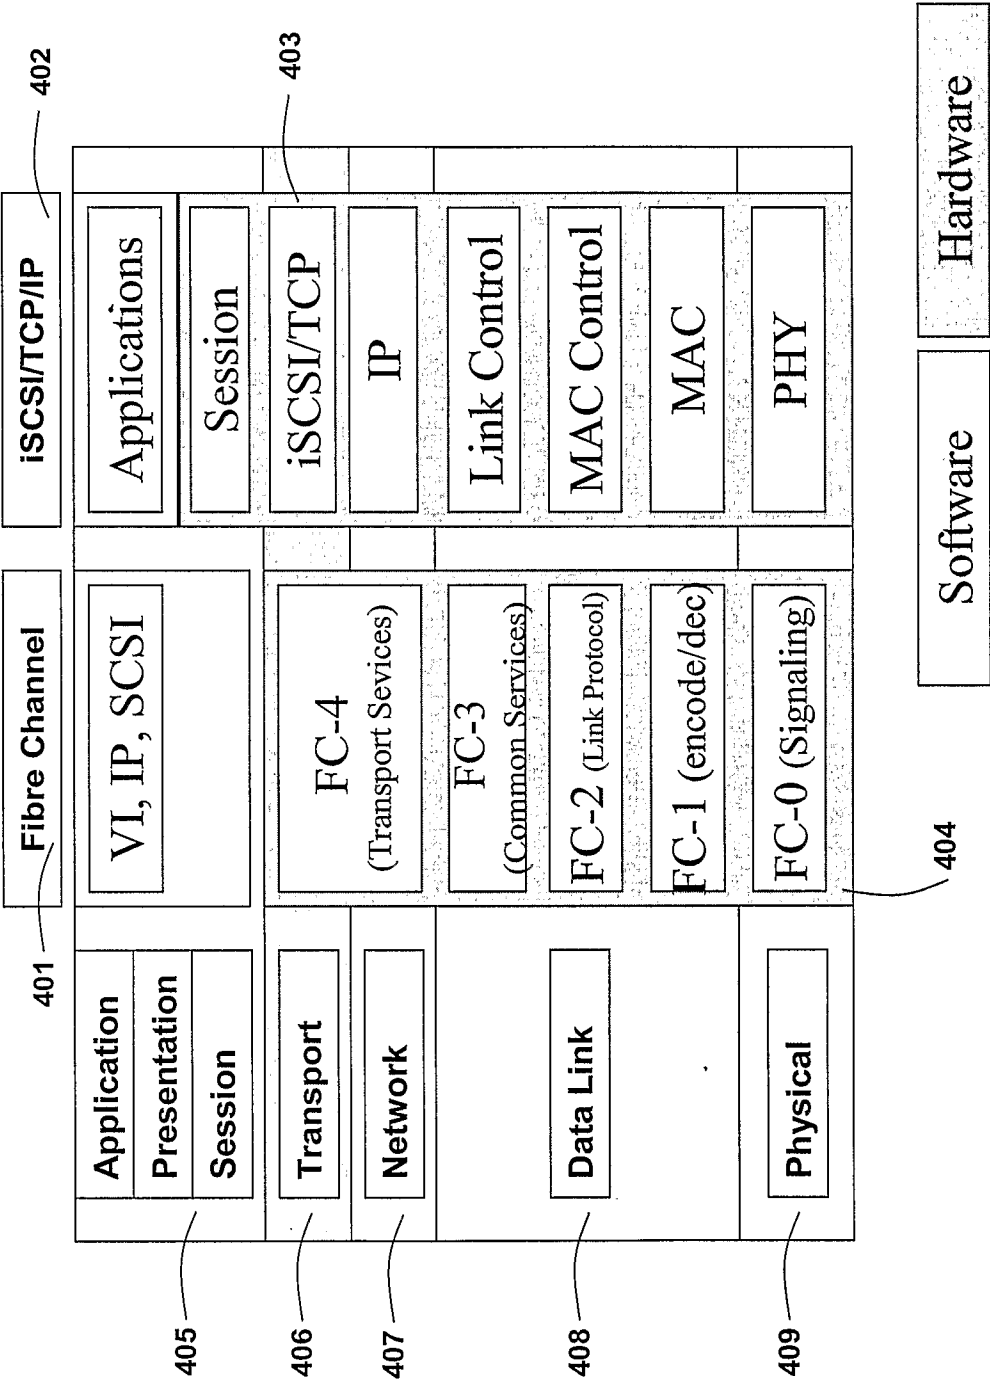 Fibre Channel
iSCSI/TCP/IP
401
402
Application
Presentation
Session
VI, IP, SCSI
Applications
Session
403
Transport
FC-4
(Transport Sevices)
iSCSI/TCP
Network
IP
Data Link
FC-3
(Common Services)
Link Control
FC-2 (Link Protocol)
MAC Control
FC-1 (encode/dec)
MAC
Physical
FC-0 (Signaling)
PHY
405
406
407
408
409
404
Software
Hardware